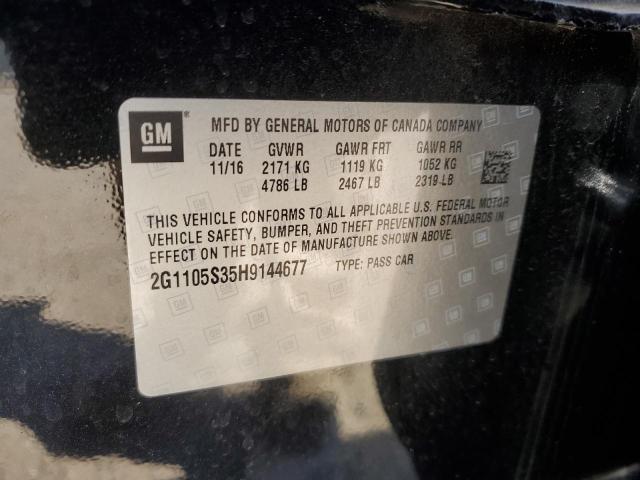 GM® MFD BY GENERAL MOTORS OF CANADA COMPANY
DATE GVWR GAWR FRT GAWR RR
11/16 2171 KG 1119 KG 1052 KG
4786 LB 2467 LB 2319 LB
THIS VEHICLE CONFORMS TO ALL APPLICABLE U.S. FEDERAL MOTOR
VEHICLE SAFETY, BUMPER, AND THEFT PREVENTION STANDARDS IN
EFFECT ON THE DATE OF MANUFACTURE SHOWN ABOVE.
2G1105S35H9144677 TYPE: PASS CAR